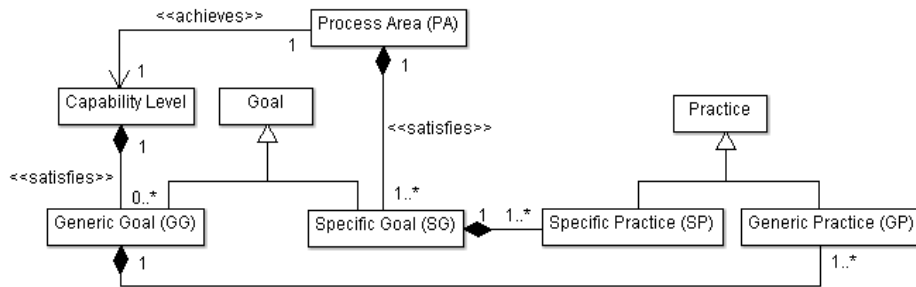 <<achieves>>
Process Area (PA)
1
1
1
Capability Level
Goal
Practice
1
<<satisfies>>
<<satisfies>>
0..*
1..*
Generic Goal (GG)
Specific Goal (SG)
1
1..*
Specific Practice (SP)
Generic Practice (GP)
1
1..*